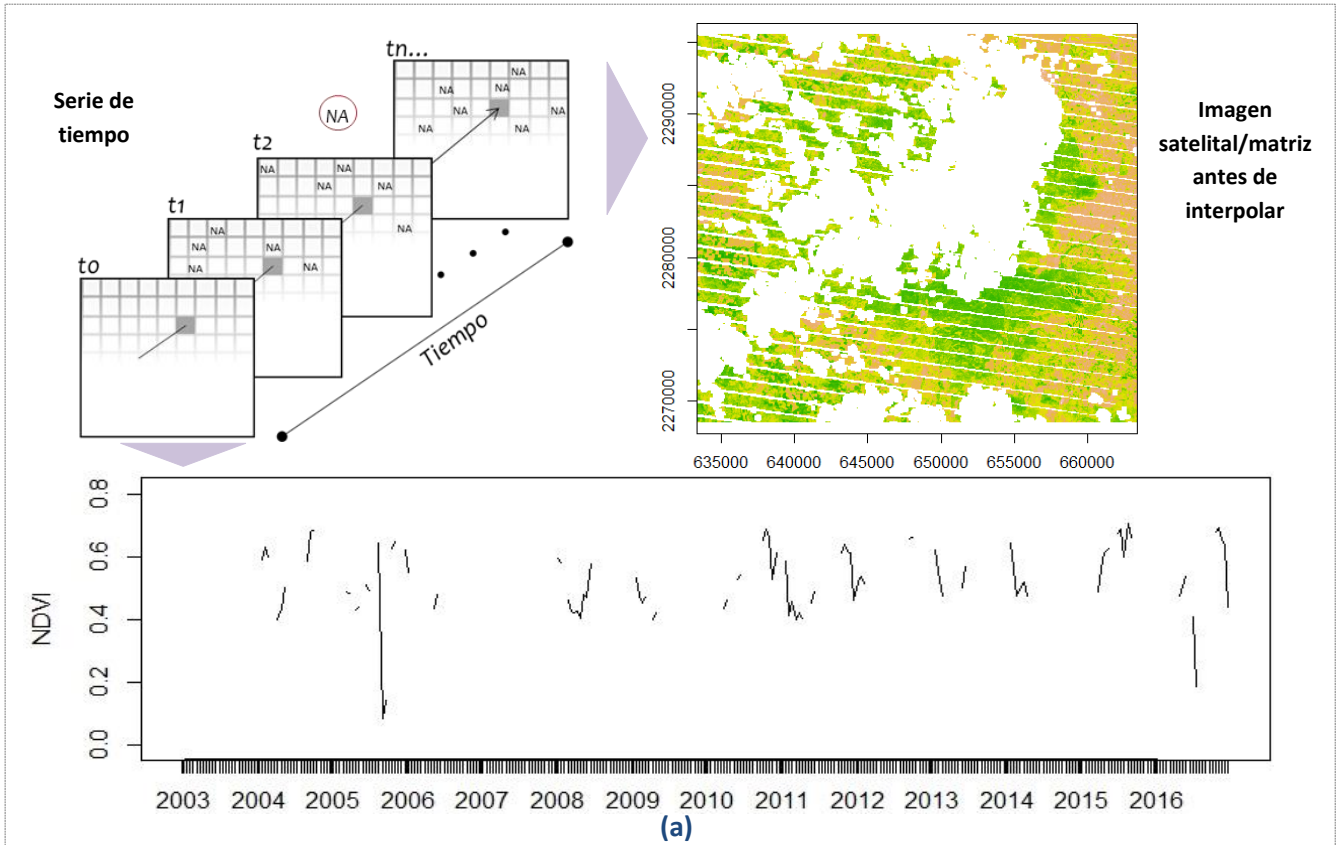 Serie de
tiempo
NA
t0
t1
NA
NA
NA
NA
NA
t2
NA
NA
NA
NA
NA
tn...
NA
NA
NA
NA
NA
NA
NA
Tiempo
2290000
2280000
2270000
635000 640000 645000 650000 655000 660000
Imagen
satelital/matriz
antes de
interpolar
NDVI
0.8
0.6
0.4
0.2
0.0
2003 2004 2005 2006 2007 2008 2009 2010 2011 2012 2013 2014 2015 2016
(a)